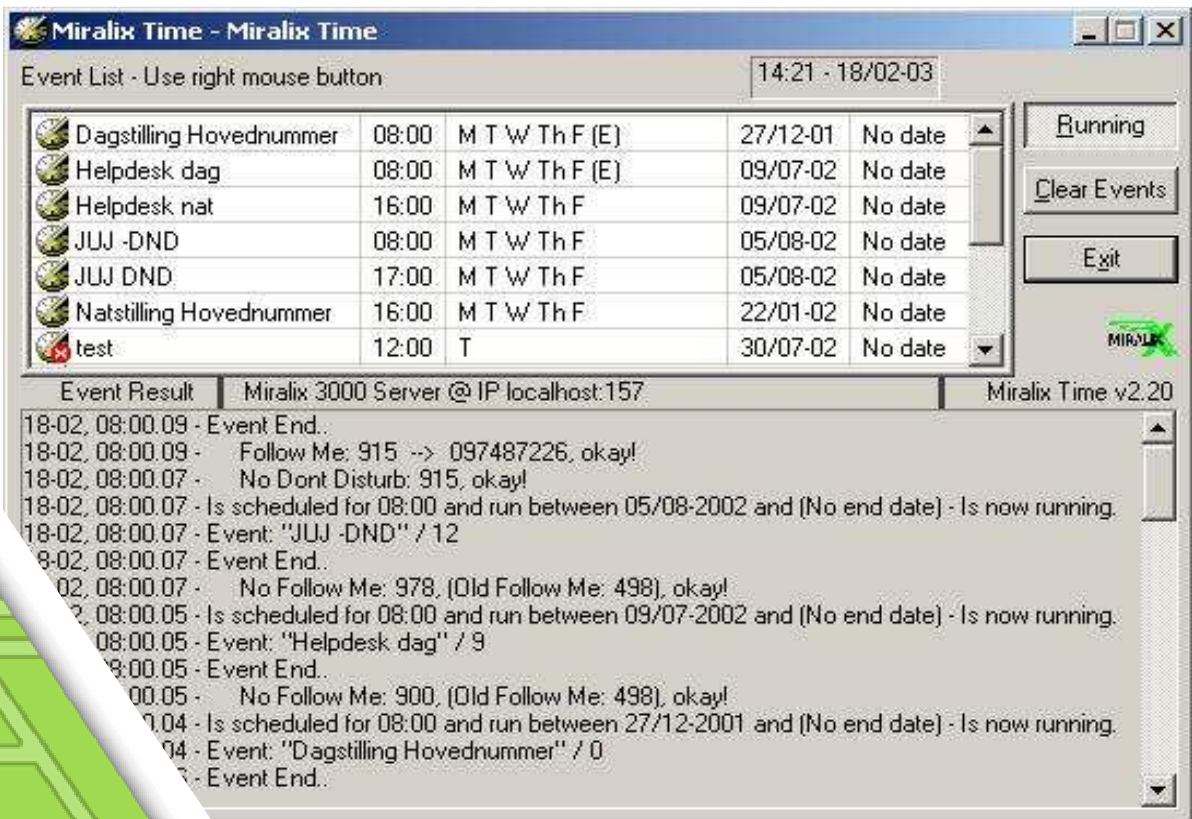 Miralix Time - Miralix Time
Event List - Use right mouse button 14:21 - 18/02-03
Dagstilling Hovednummer 08:00 M T W Th F (E) 27/12-01 No date
Helpdesk dag 08:00 M T W Th F (E) 09/07-02 No date
Helpdesk nat 16:00 M T W Th F 09/07-02 No date
JUJ -DND 08:00 M T W Th F 05/08-02 No date
JUJ DND 17:00 M T W Th F 05/08-02 No date
Natstilling Hovednummer 16:00 M T W Th F 22/01-02 No date
test 12:00 T 30/07-02 No date
Running
Clear Events
Exit
MIRALIX
Event Result Miralix 3000 Server @ IP localhost:157 Miralix Time v2.20
18-02, 08:00.09 - Event End..
18-02, 08:00.09 - Follow Me: 915 --> 097487226, okay!
18-02, 08:00.07 - No Dont Disturb: 915, okay!
18-02, 08:00.07 - Is scheduled for 08:00 and run between 05/08-2002 and (No end date) - Is now running.
18-02, 08:00.07 - Event: "JUJ -DND" / 12
8-02, 08:00.07 - Event End..
02, 08:00.07 - No Follow Me: 978, (Old Follow Me: 498), okay!
08:00.05 - Is scheduled for 08:00 and run between 09/07-2002 and (No end date) - Is now running.
08:00.05 - Event: "Helpdesk dag" / 9
8:00.05 - Event End..
00.05 - No Follow Me: 900, (Old Follow Me: 498), okay!
.04 - Is scheduled for 08:00 and run between 27/12-2001 and (No end date) - Is now running.
04 - Event: "Dagstilling Hovednummer" / 0
- Event End..